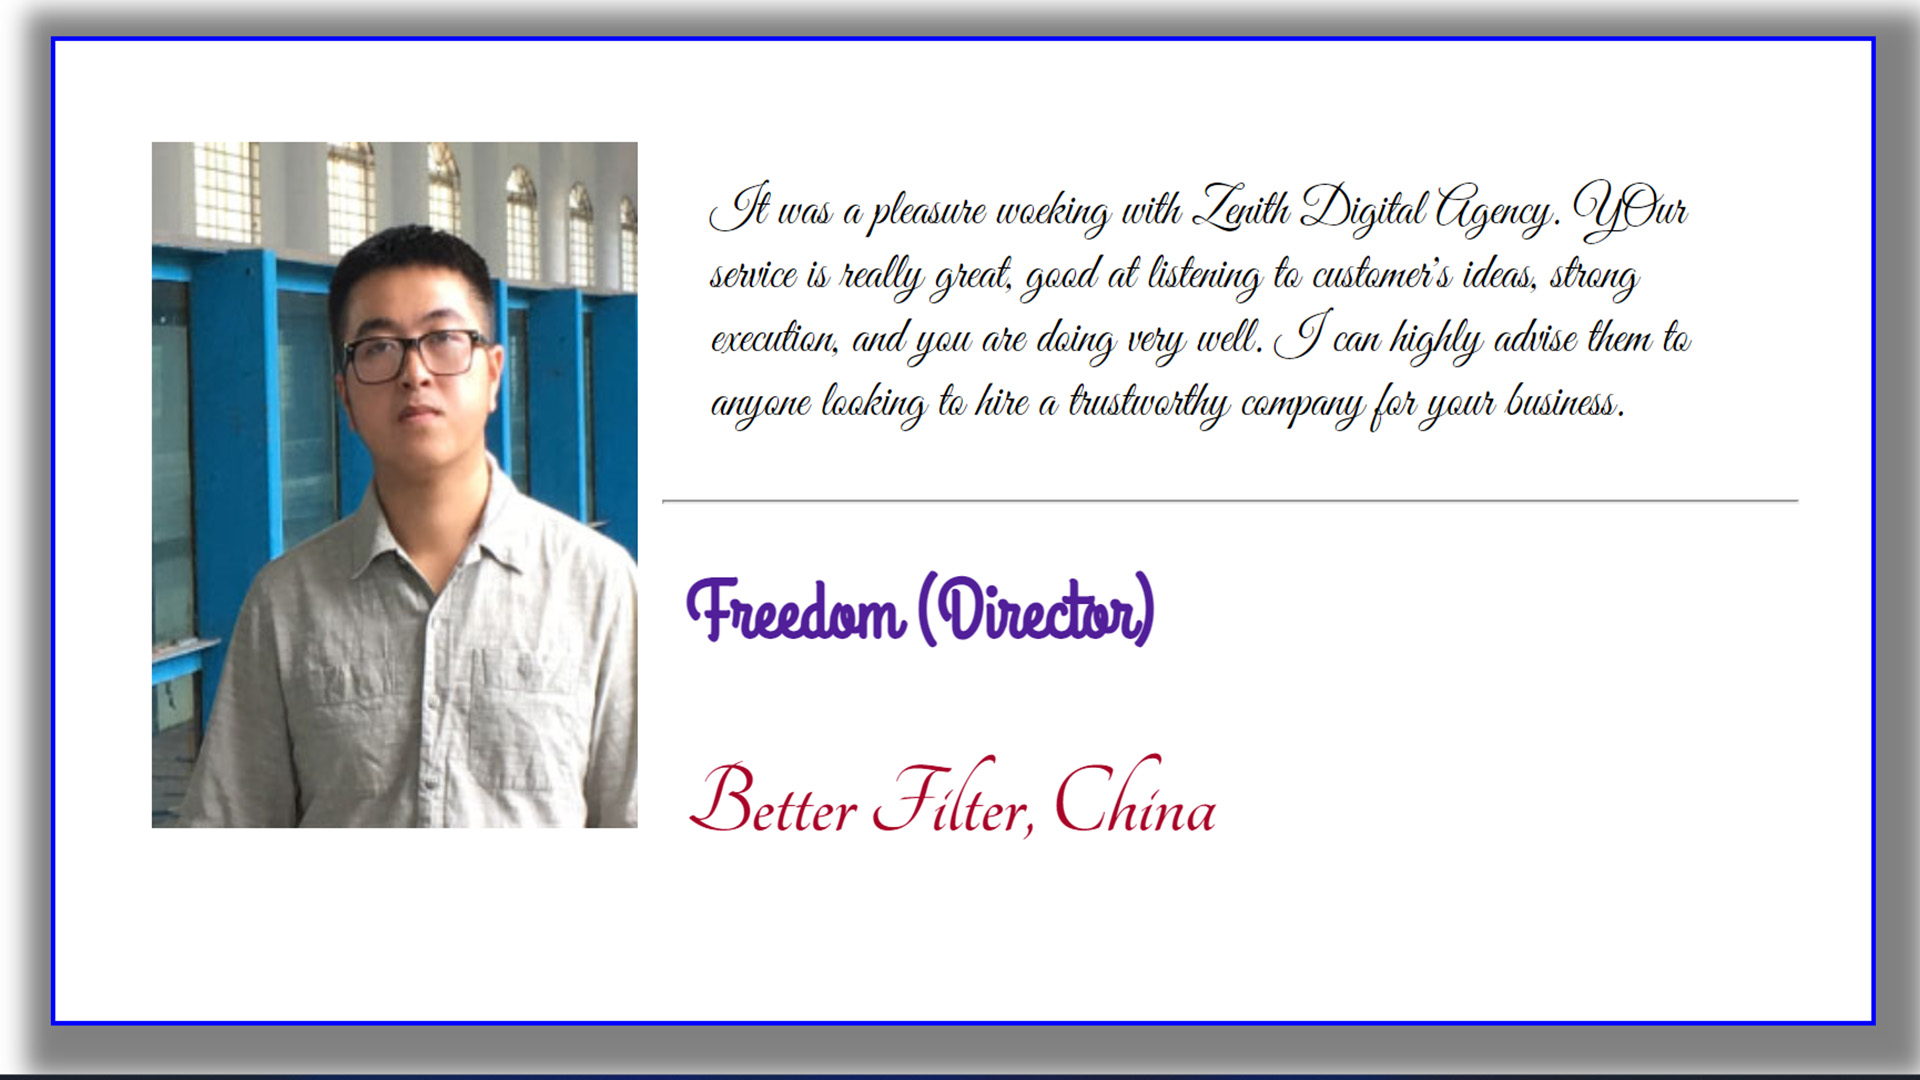 It was a pleasure woeking with Zenith Digital Agency. YOur
service is really great, good at listening to customer's ideas, strong
execution, and you are doing very well. I can highly advise them to
anyone looking to hire a trustworthy company for your business.
Freedom (Director)
Better Filter, China